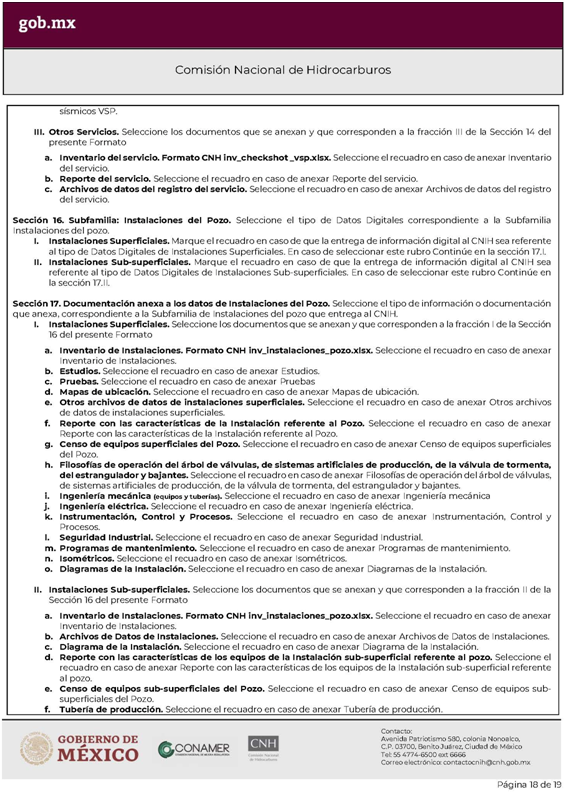 gob.mx
Comisión Nacional de Hidrocarburos
sísmicos VSP.
III. Otros Servicios. Seleccione los documentos que se anexan y que corresponden a la fracción III de la Sección 14 del
presente Formato
a. Inventario del servicio. Formato CNH inv_checkshot _vsp.xlsx. Seleccione el recuadro en caso de anexar Inventario
del servicio.
b. Reporte del servicio. Seleccione el recuadro en caso de anexar Reporte del servicio.
c. Archivos de datos del registro del servicio. Seleccione el recuadro en caso de anexar Archivos de datos del registro
del servicio.
Sección 16. Subfamilia: Instalaciones del Pozo. Seleccione el tipo de Datos Digitales correspondiente a la Subfamilia
Instalaciones del pozo.
I. Instalaciones Superficiales. Marque el recuadro en caso de que la entrega de información digital al CNIH sea referente
al tipo de Datos Digitales de Instalaciones Superficiales. En caso de seleccionar este rubro Continúe en la sección 17.I.
II. Instalaciones Sub-superficiales. Marque el recuadro en caso de que la entrega de información digital al CNIH sea
referente al tipo de Datos Digitales de Instalaciones Sub-superficiales. En caso de seleccionar este rubro Continúe en
la sección 17.II.
Sección 17. Documentación anexa a los datos de Instalaciones del Pozo. Seleccione el tipo de información o documentación
que anexa, correspondiente a la Subfamilia de Instalaciones del pozo que entrega al CNIH.
I. Instalaciones Superficiales. Seleccione los documentos que se anexan y que corresponden a la fracción I de la Sección
16 del presente Formato
a. Inventario de Instalaciones. Formato CNH inv_instalaciones_pozo.xlsx. Seleccione el recuadro en caso de anexar
Inventario de Instalaciones.
b. Estudios. Seleccione el recuadro en caso de anexar Estudios.
c. Pruebas. Seleccione el recuadro en caso de anexar Pruebas
d. Mapas de ubicación. Seleccione el recuadro en caso de anexar Mapas de ubicación.
e. Otros archivos de datos de instalaciones superficiales. Seleccione el recuadro en caso de anexar Otros archivos
de datos de instalaciones superficiales.
f. Reporte con las características de la Instalación referente al Pozo. Seleccione el recuadro en caso de anexar
Reporte con las características de la Instalación referente al Pozo.
g. Censo de equipos superficiales del Pozo. Seleccione el recuadro en caso de anexar Censo de equipos superficiales
del Pozo.
h. Filosofías de operación del árbol de válvulas, de sistemas artificiales de producción, de la válvula de tormenta,
del estrangulador y bajantes. Seleccione el recuadro en caso de anexar Filosofías de operación del árbol de válvulas,
de sistemas artificiales de producción, de la válvula de tormenta, del estrangulador y bajantes.
i. Ingeniería mecánica (equipos y tuberías). Seleccione el recuadro en caso de anexar Ingeniería mecánica
j. Ingeniería eléctrica. Seleccione el recuadro en caso de anexar Ingeniería eléctrica.
k. Instrumentación, Control y Procesos. Seleccione el recuadro en caso de anexar Instrumentación, Control y
Procesos.
l. Seguridad Industrial. Seleccione el recuadro en caso de anexar Seguridad Industrial.
m. Programas de mantenimiento. Seleccione el recuadro en caso de anexar Programas de mantenimiento.
n. Isométricos. Seleccione el recuadro en caso de anexar Isométricos.
o. Diagramas de la Instalación. Seleccione el recuadro en caso de anexar Diagramas de la Instalación.
II. Instalaciones Sub-superficiales. Seleccione los documentos que se anexan y que corresponden a la fracción II de la
Sección 16 del presente Formato
a. Inventario de Instalaciones. Formato CNH inv_instalaciones_pozo.xlsx. Seleccione el recuadro en caso de anexar
Inventario de Instalaciones.
b. Archivos de Datos de Instalaciones. Seleccione el recuadro en caso de anexar Archivos de Datos de Instalaciones.
c. Diagrama de la Instalación. Seleccione el recuadro en caso de anexar Diagrama de la Instalación.
d. Reporte con las características de los equipos de la Instalación sub-superficial referente al pozo. Seleccione el
recuadro en caso de anexar Reporte con las características de los equipos de la Instalación sub-superficial referente
al pozo.
e. Censo de equipos sub-superficiales del Pozo. Seleccione el recuadro en caso de anexar Censo de equipos sub-
superficiales del Pozo.
f. Tubería de producción. Seleccione el recuadro en caso de anexar Tubería de producción.
GOBIERNO DE
MÉXICO
CONAMER
CNH
Comisión Nacional
de Hidrocarburos
Contacto:
Avenida Patriotismo 580, colonia Nonoalco,
C.P. 03700, Benito Juárez, Ciudad de México
Tel: 55 4774-6500 ext 6666
Correo electrónico: contactocnih@cnh.gob.mx
Página 18 de 19